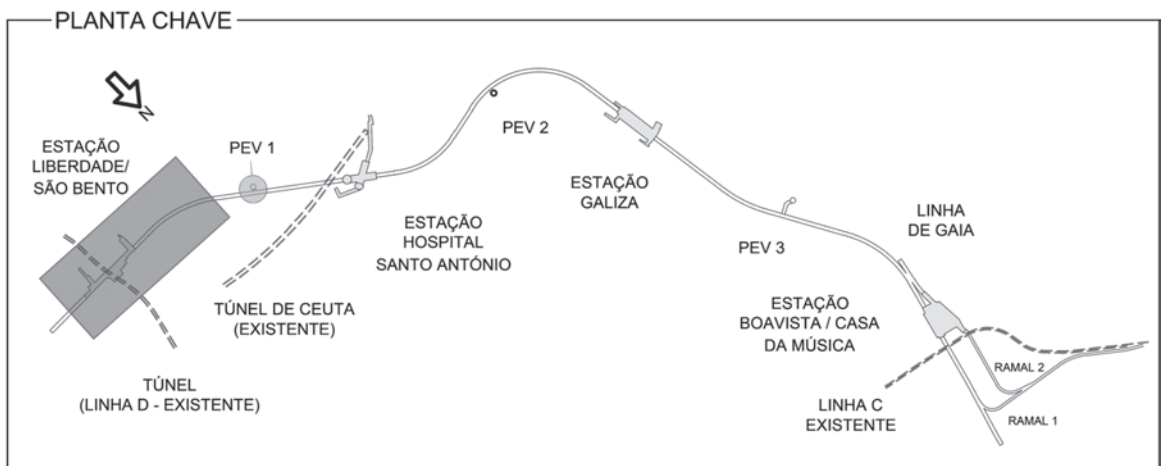 PLANTA CHAVE
N
ESTAÇÃO
LIBERDADE/
SÃO BENTO
PEV 1
PEV 2
ESTAÇÃO
HOSPITAL
SANTO ANTÓNIO
ESTAÇÃO
GALIZA
TÚNEL DE CEUTA
(EXISTENTE)
TÚNEL
(LINHA D - EXISTENTE)
PEV 3
LINHA
DE GAIA
ESTAÇÃO
BOAVISTA / CASA
DA MÚSICA
RAMAL 2
RAMAL 1
LINHA C
EXISTENTE